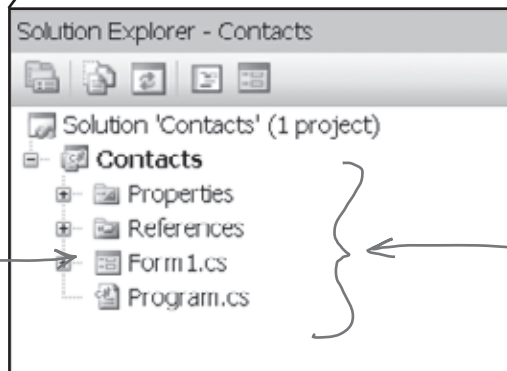 Solution Explorer - Contacts
Solution 'Contacts' (1 project)
Contacts
Properties
References
Form1.cs
Program.cs